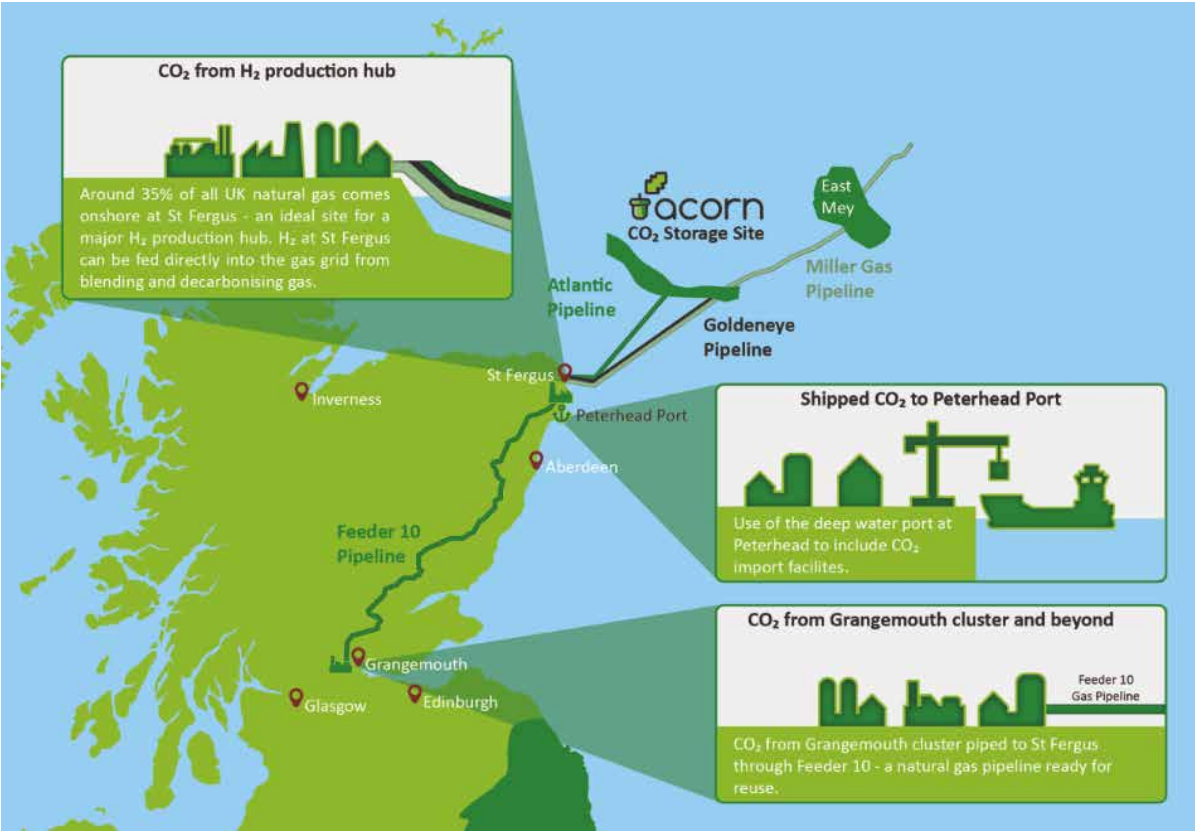 CO₂ from H₂ production hub
Around 35% of all UK natural gas comes
onshore at St Fergus - an ideal site for a
major H₂ production hub. H₂ at St Fergus
can be fed directly into the gas grid from
blending and decarbonising gas.
acorn
CO₂ Storage Site
East
Mey
Miller Gas
Pipeline
Atlantic
Pipeline
Goldeneye
Pipeline
St Fergus
Inverness
Peterhead Port
Aberdeen
Feeder 10
Pipeline
Grangemouth
Glasgow
Edinburgh
Shipped CO₂ to Peterhead Port
Use of the deep water port at
Peterhead to include CO₂
import facilites.
CO₂ from Grangemouth cluster and beyond
Feeder 10
Gas Pipeline
CO₂ from Grangemouth cluster piped to St Fergus
through Feeder 10 - a natural gas pipeline ready for
reuse.